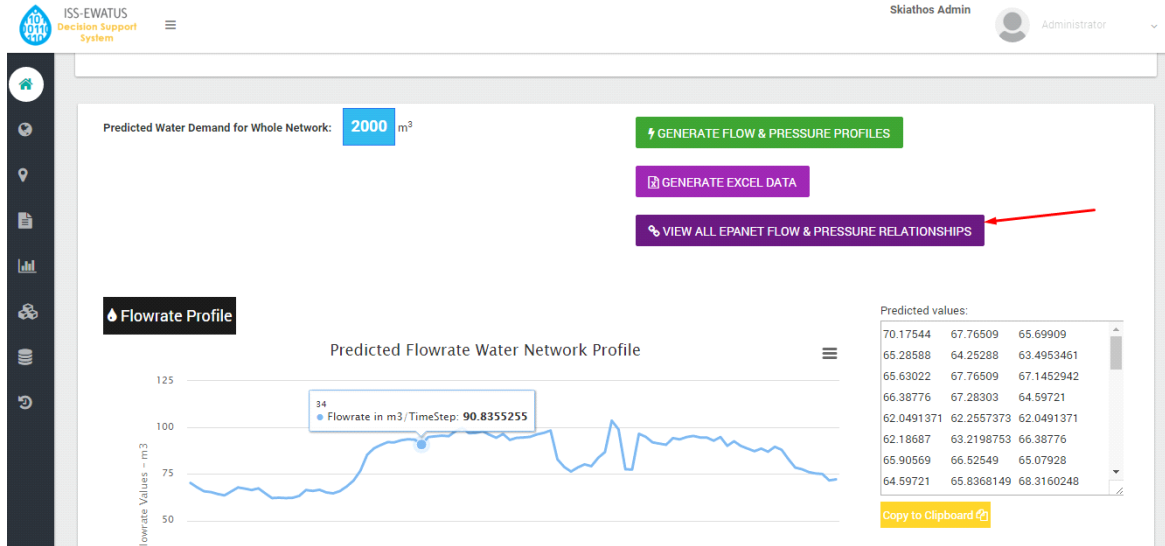 ISS-EWATUS
Decision Support
System
Skiathos Admin
Administrator
Predicted Water Demand for Whole Network: 2000 m³
GENERATE FLOW & PRESSURE PROFILES
GENERATE EXCEL DATA
VIEW ALL EPANET FLOW & PRESSURE RELATIONSHIPS
Flowrate Profile
Predicted Flowrate Water Network Profile
125
100
75
50
lowrate Values – m3
34
Flowrate in m3/TimeStep: 90.8355255
Predicted values:
70.17544 67.76509 65.69909
65.28588 64.25288 63.4953461
65.63022 67.76509 67.1452942
66.38776 67.28303 64.59721
62.0491371 62.2557373 62.0491371
62.18687 63.2198753 66.38776
65.90569 66.52549 65.07928
64.59721 65.8368149 68.3160248
Copy to Clipboard